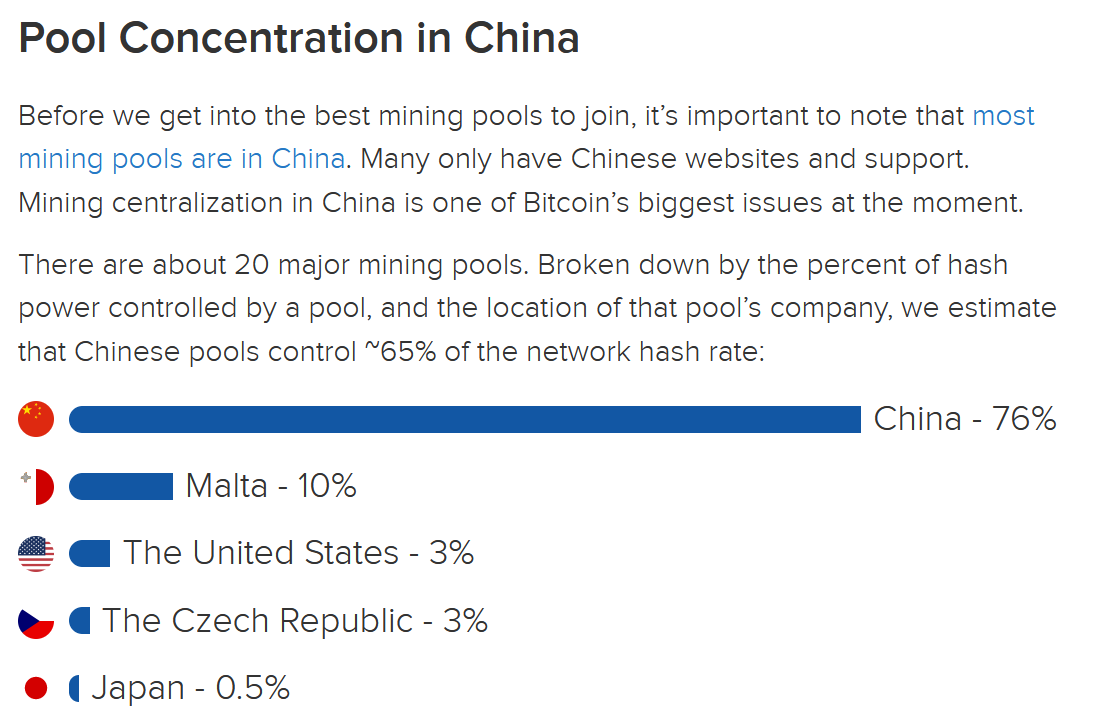 Pool Concentration in China
Before we get into the best mining pools to join, it’s important to note that most
mining pools are in China. Many only have Chinese websites and support.
Mining centralization in China is one of Bitcoin’s biggest issues at the moment.
There are about 20 major mining pools. Broken down by the percent of hash
power controlled by a pool, and the location of that pool’s company, we estimate
that Chinese pools control ~65% of the network hash rate:
China - 76%
Malta - 10%
The United States - 3%
The Czech Republic - 3%
Japan - 0.5%